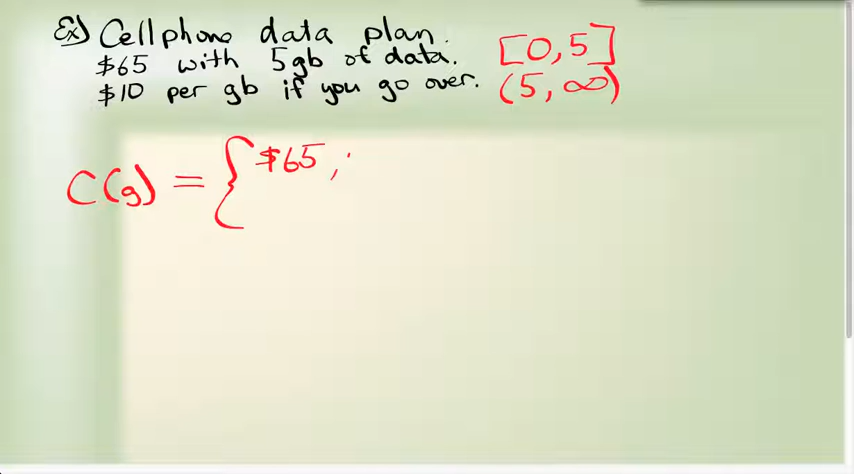 Ex) Cellphone data plan.
$65 with 5gb of data. [0,5]
$10 per gb if you go over. (5,∞)
C(g) = { $65,